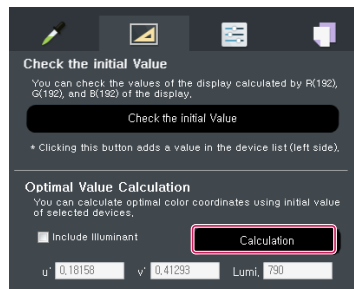 Check the initial Value
You can check the values of the display calculated by R(192),
G(192), and B(192) of the display,
Check the initial Value
* Clicking this button adds a value in the device list (left side),
Optimal Value Calculation
You can calculate optimal color coordinates using initial value
of selected devices,
Include Illuminant
Calculation
u' 0,18158 v' 0,41293 Lumi, 790